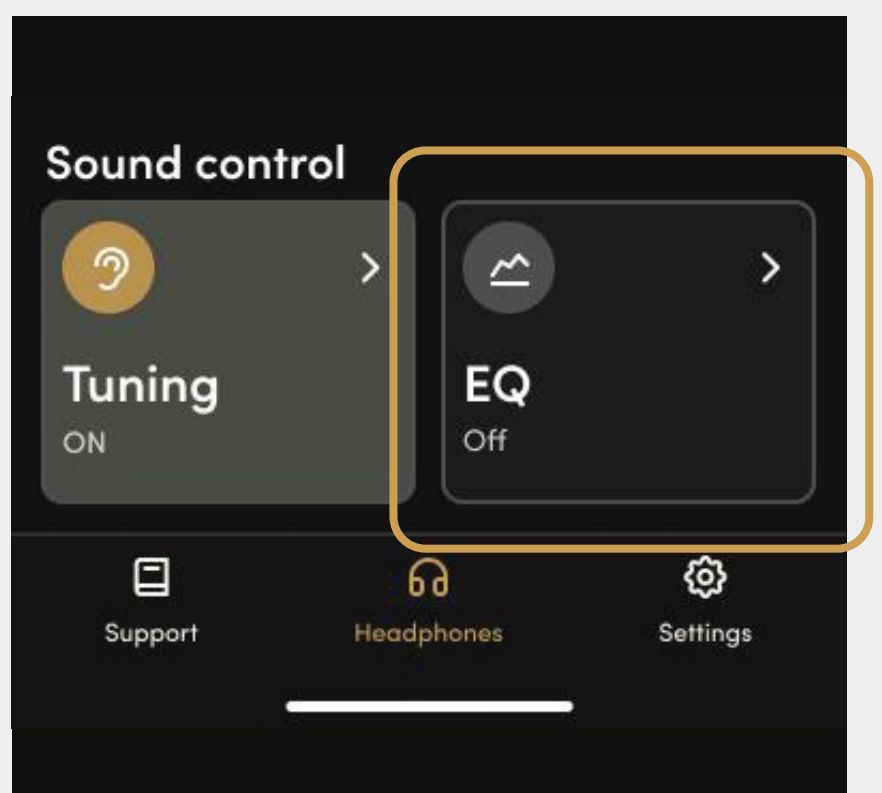 Sound control
Tuning
ON
EQ
Off
Support
Headphones
Settings